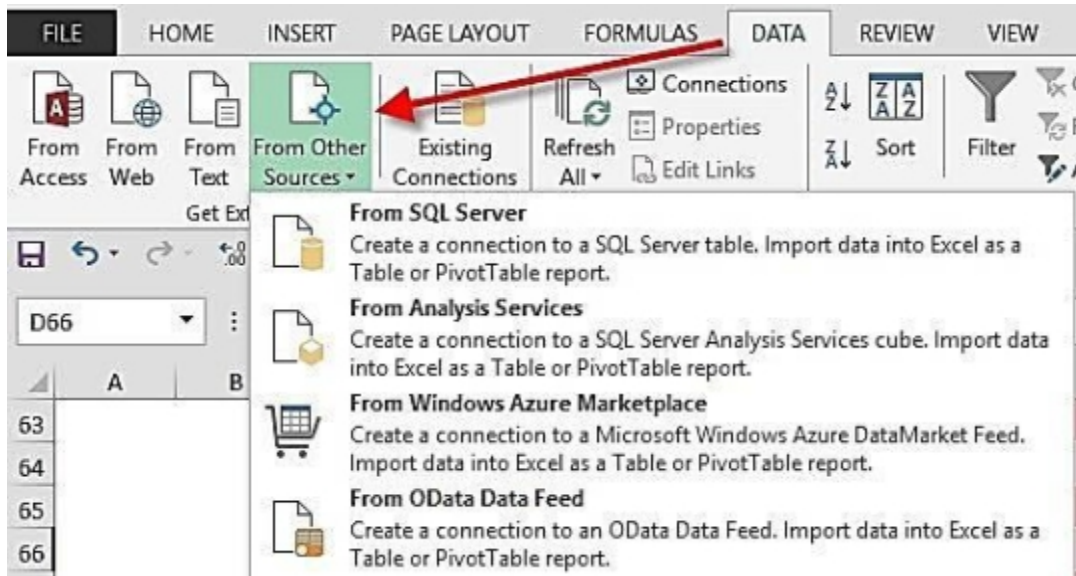 FILE HOME INSERT PAGE LAYOUT FORMULAS DATA REVIEW VIEW
From Access
From Web
From Text
From Other Sources
Existing Connections
Refresh All
Connections
Properties
Edit Links
Sort
Filter
Get Ex
From SQL Server
Create a connection to a SQL Server table. Import data into Excel as a
Table or PivotTable report.
D66
From Analysis Services
Create a connection to a SQL Server Analysis Services cube. Import data
into Excel as a Table or PivotTable report.
A B
From Windows Azure Marketplace
Create a connection to a Microsoft Windows Azure DataMarket Feed.
Import data into Excel as a Table or PivotTable report.
From OData Data Feed
Create a connection to an OData Data Feed. Import data into Excel as a
Table or PivotTable report.
63
64
65
66